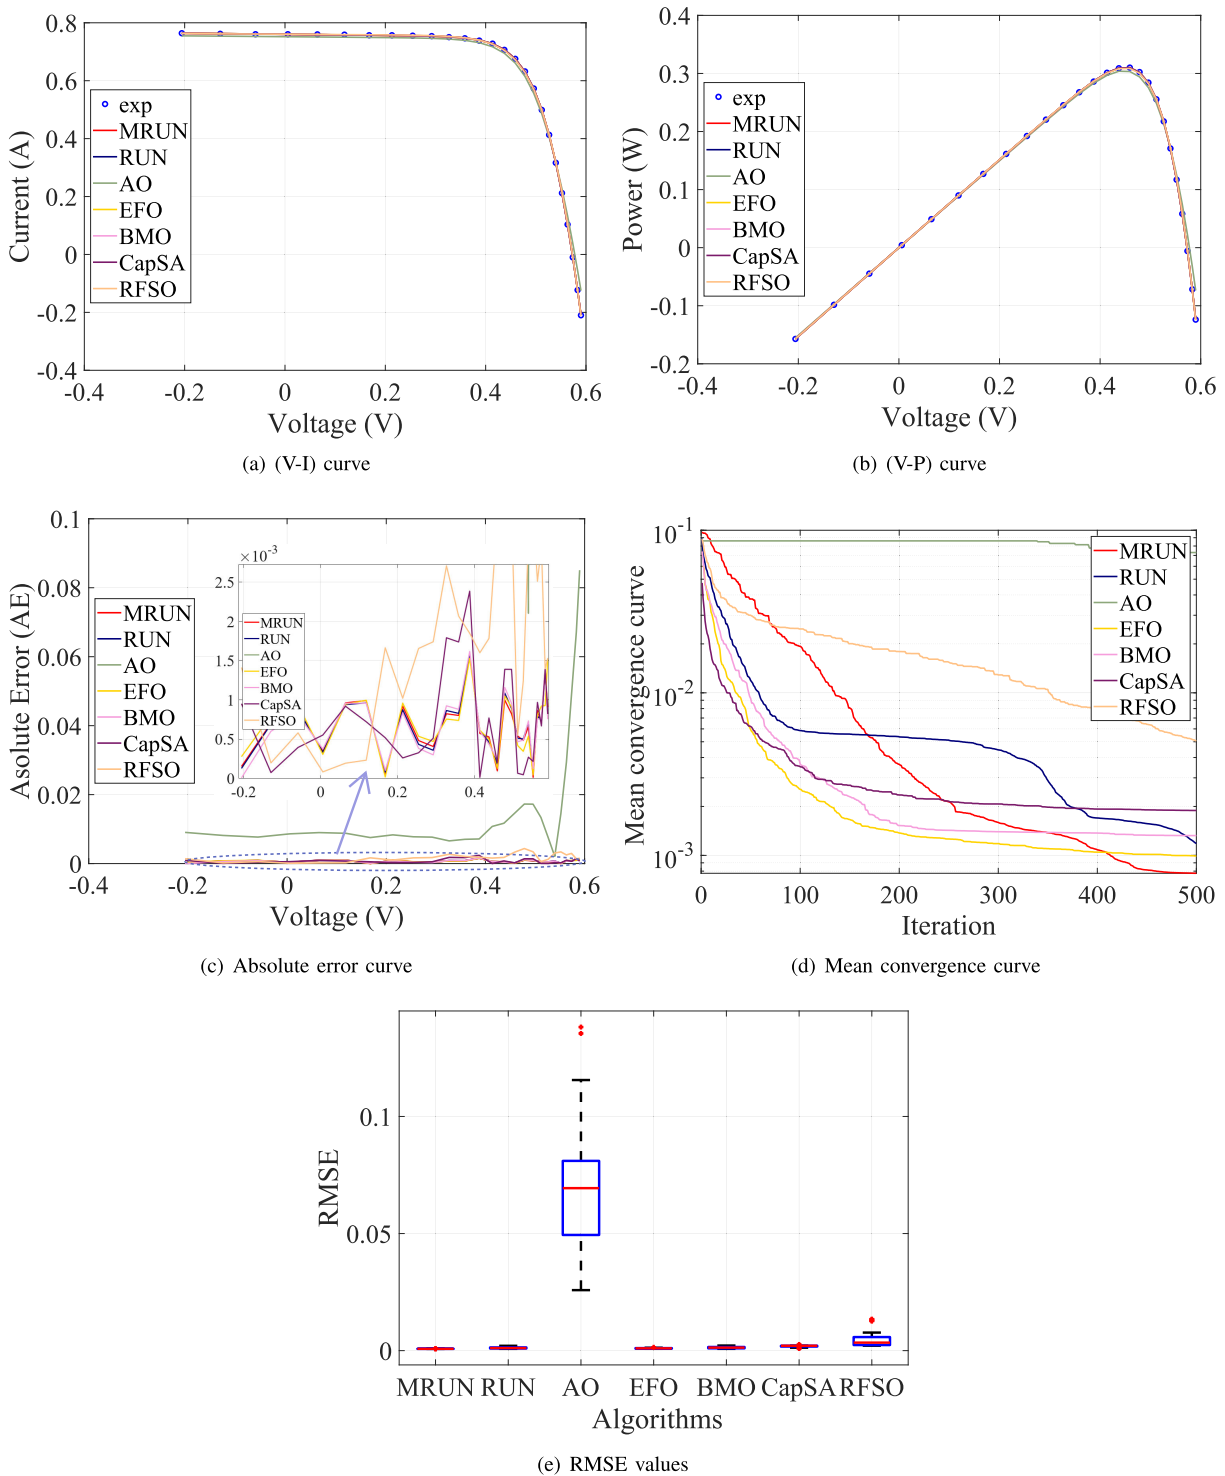 0.8
0.6
0.4
0.2
0
-0.2
-0.4
Current (A)
exp
MRUN
RUN
AO
EFO
BMO
CapSA
RFSO
-0.4 -0.2 0 0.2 0.4 0.6
Voltage (V)
(a) (V-I) curve
0.4
0.3
0.2
0.1
0
-0.1
-0.2
Power (W)
exp
MRUN
RUN
AO
EFO
BMO
CapSA
RFSO
-0.4 -0.2 0 0.2 0.4 0.6
Voltage (V)
(b) (V-P) curve
0.1
0.08
0.06
0.04
0.02
0
Asolute Error (AE)
MRUN
RUN
AO
EFO
BMO
CapSA
RFSO
×10-3
2.5
2
1.5
1
0.5
0
MRUN
RUN
AO
EFO
BMO
CapSA
RFSO
-0.2 0 0.2 0.4
-0.4 -0.2 0 0.2 0.4 0.6
Voltage (V)
(c) Absolute error curve
10-1
10-2
10-3
Mean convergence curve
MRUN
RUN
AO
EFO
BMO
CapSA
RFSO
0 100 200 300 400 500
Iteration
(d) Mean convergence curve
0.1
0.05
0
RMSE
MRUN RUN AO EFO BMO CapSA RFSO
Algorithms
(e) RMSE values